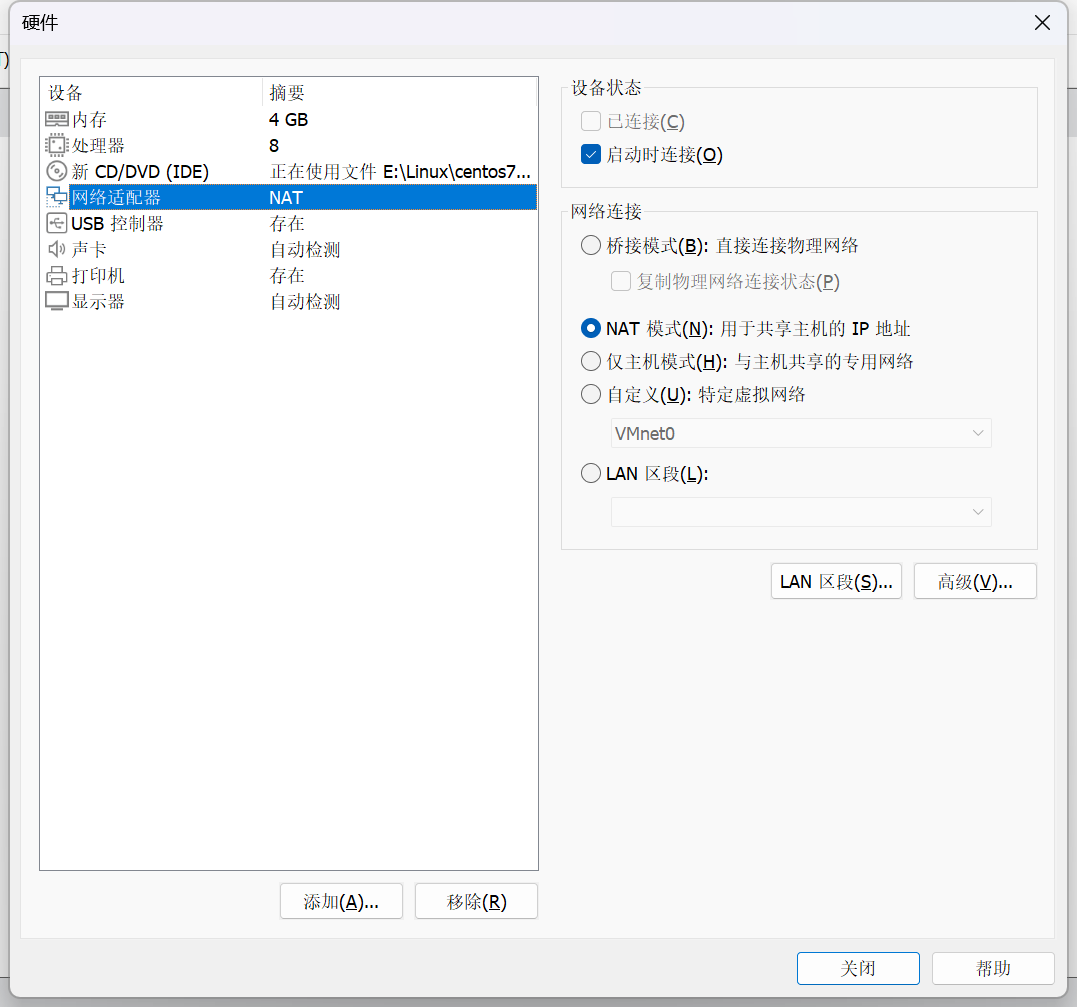 硬件
设备 摘要
内存 4 GB
处理器 8
新 CD/DVD (IDE) 正在使用文件 E:\Linux\centos7...
网络适配器 NAT
USB 控制器 存在
声卡 自动检测
打印机 存在
显示器 自动检测
添加(A)... 移除(R)
设备状态
已连接(C)
启动时连接(O)
网络连接
桥接模式(B): 直接连接物理网络
复制物理网络连接状态(P)
NAT 模式(N): 用于共享主机的 IP 地址
仅主机模式(H): 与主机共享的专用网络
自定义(U): 特定虚拟网络
VMnet0
LAN 区段(L):
LAN 区段(S)... 高级(V)...
关闭 帮助